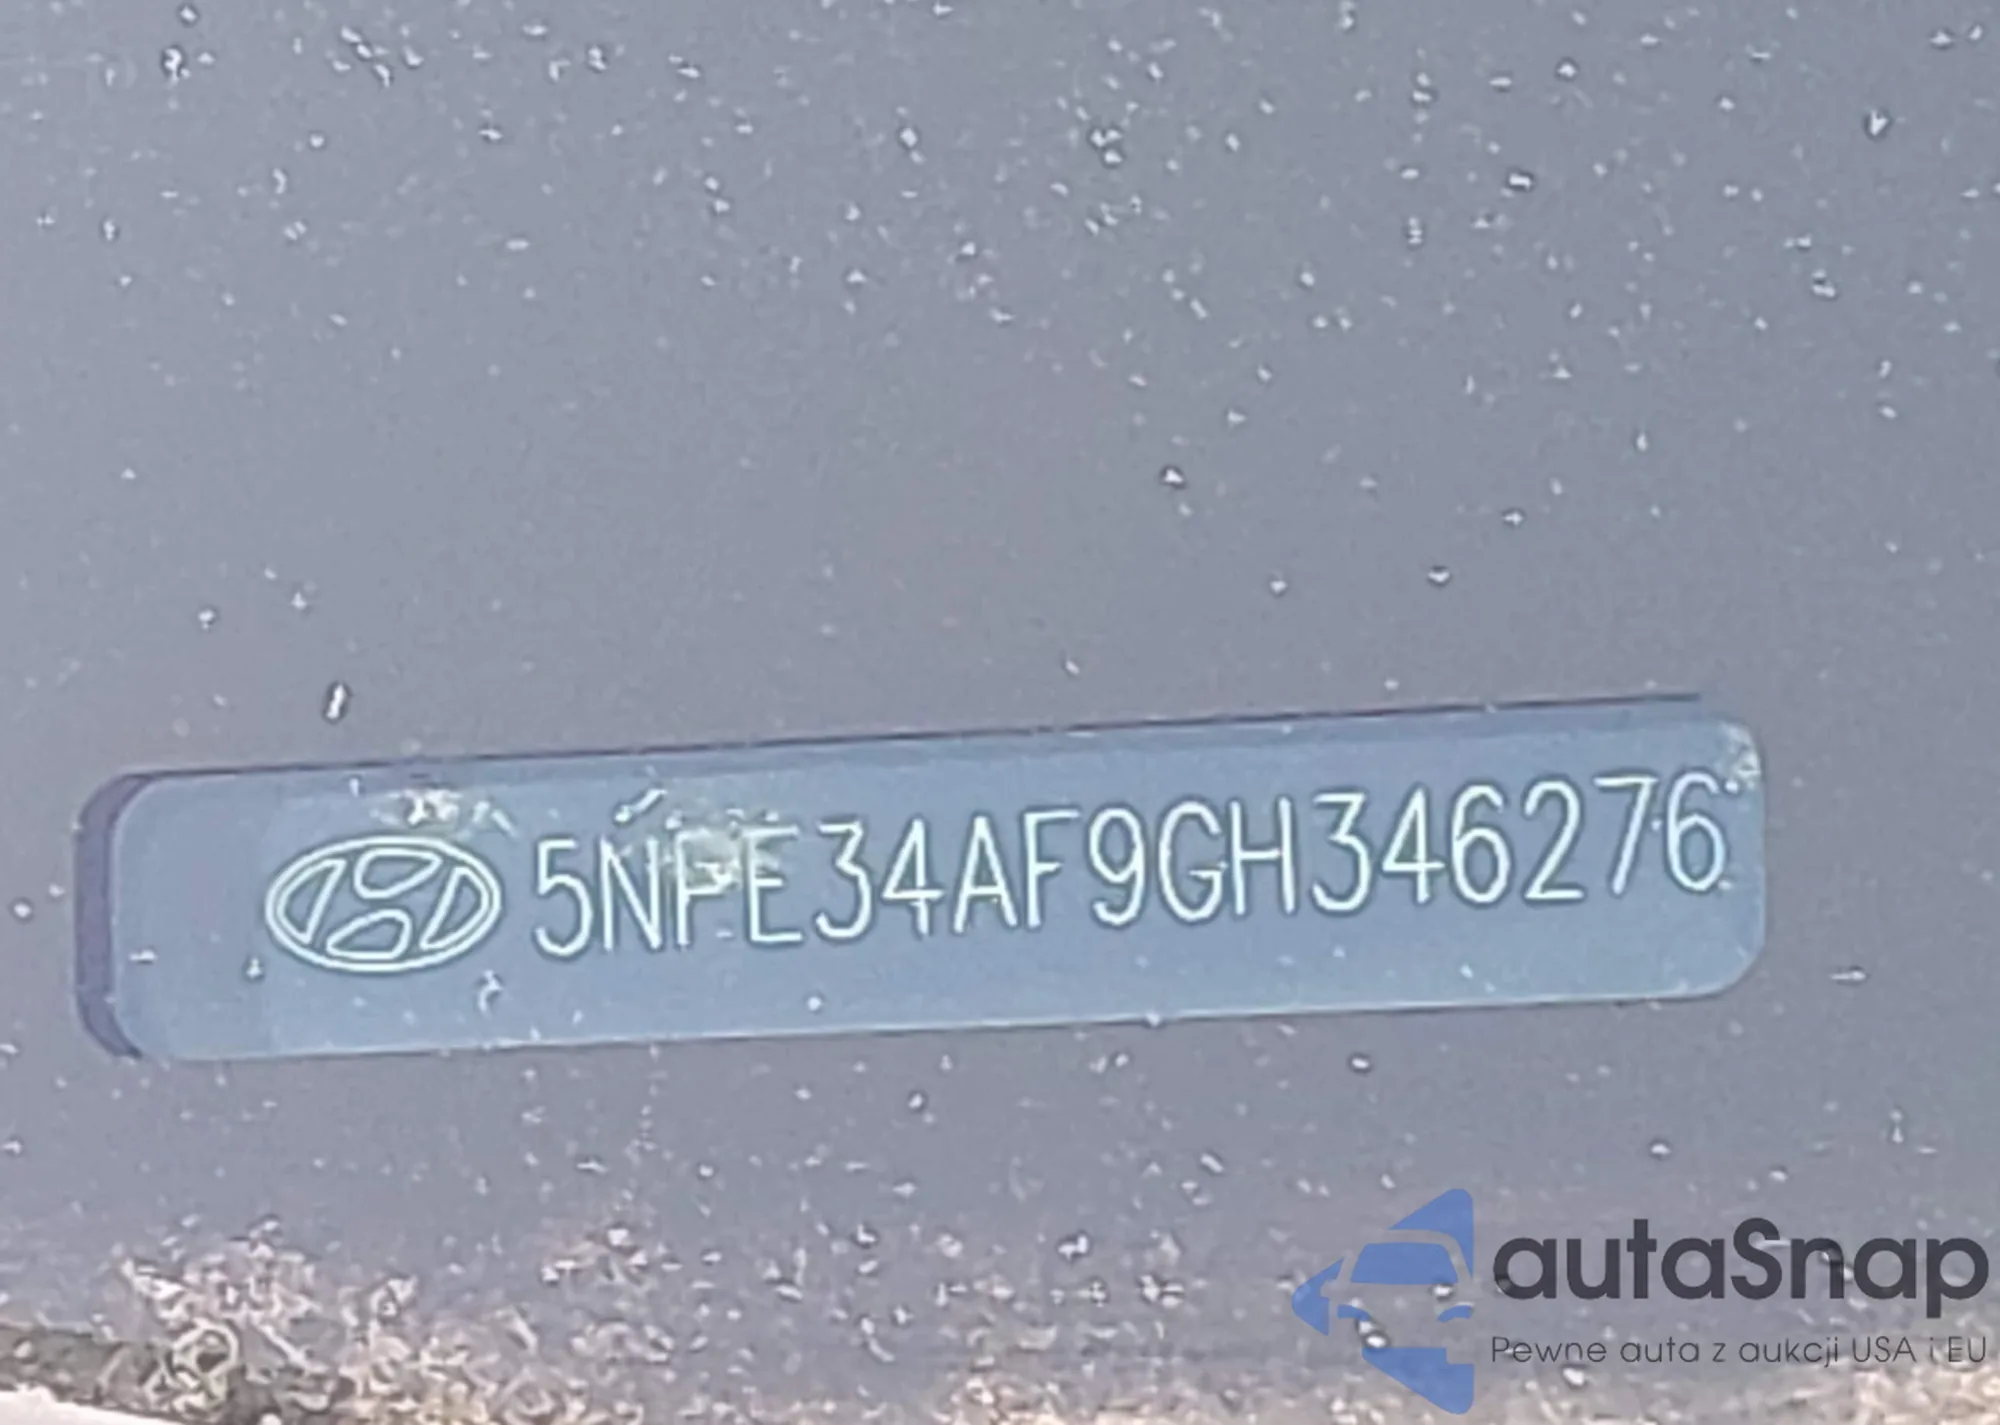 5NPE34AF9GH346276
autaSnap
Pewne auta z aukcji USA i EU